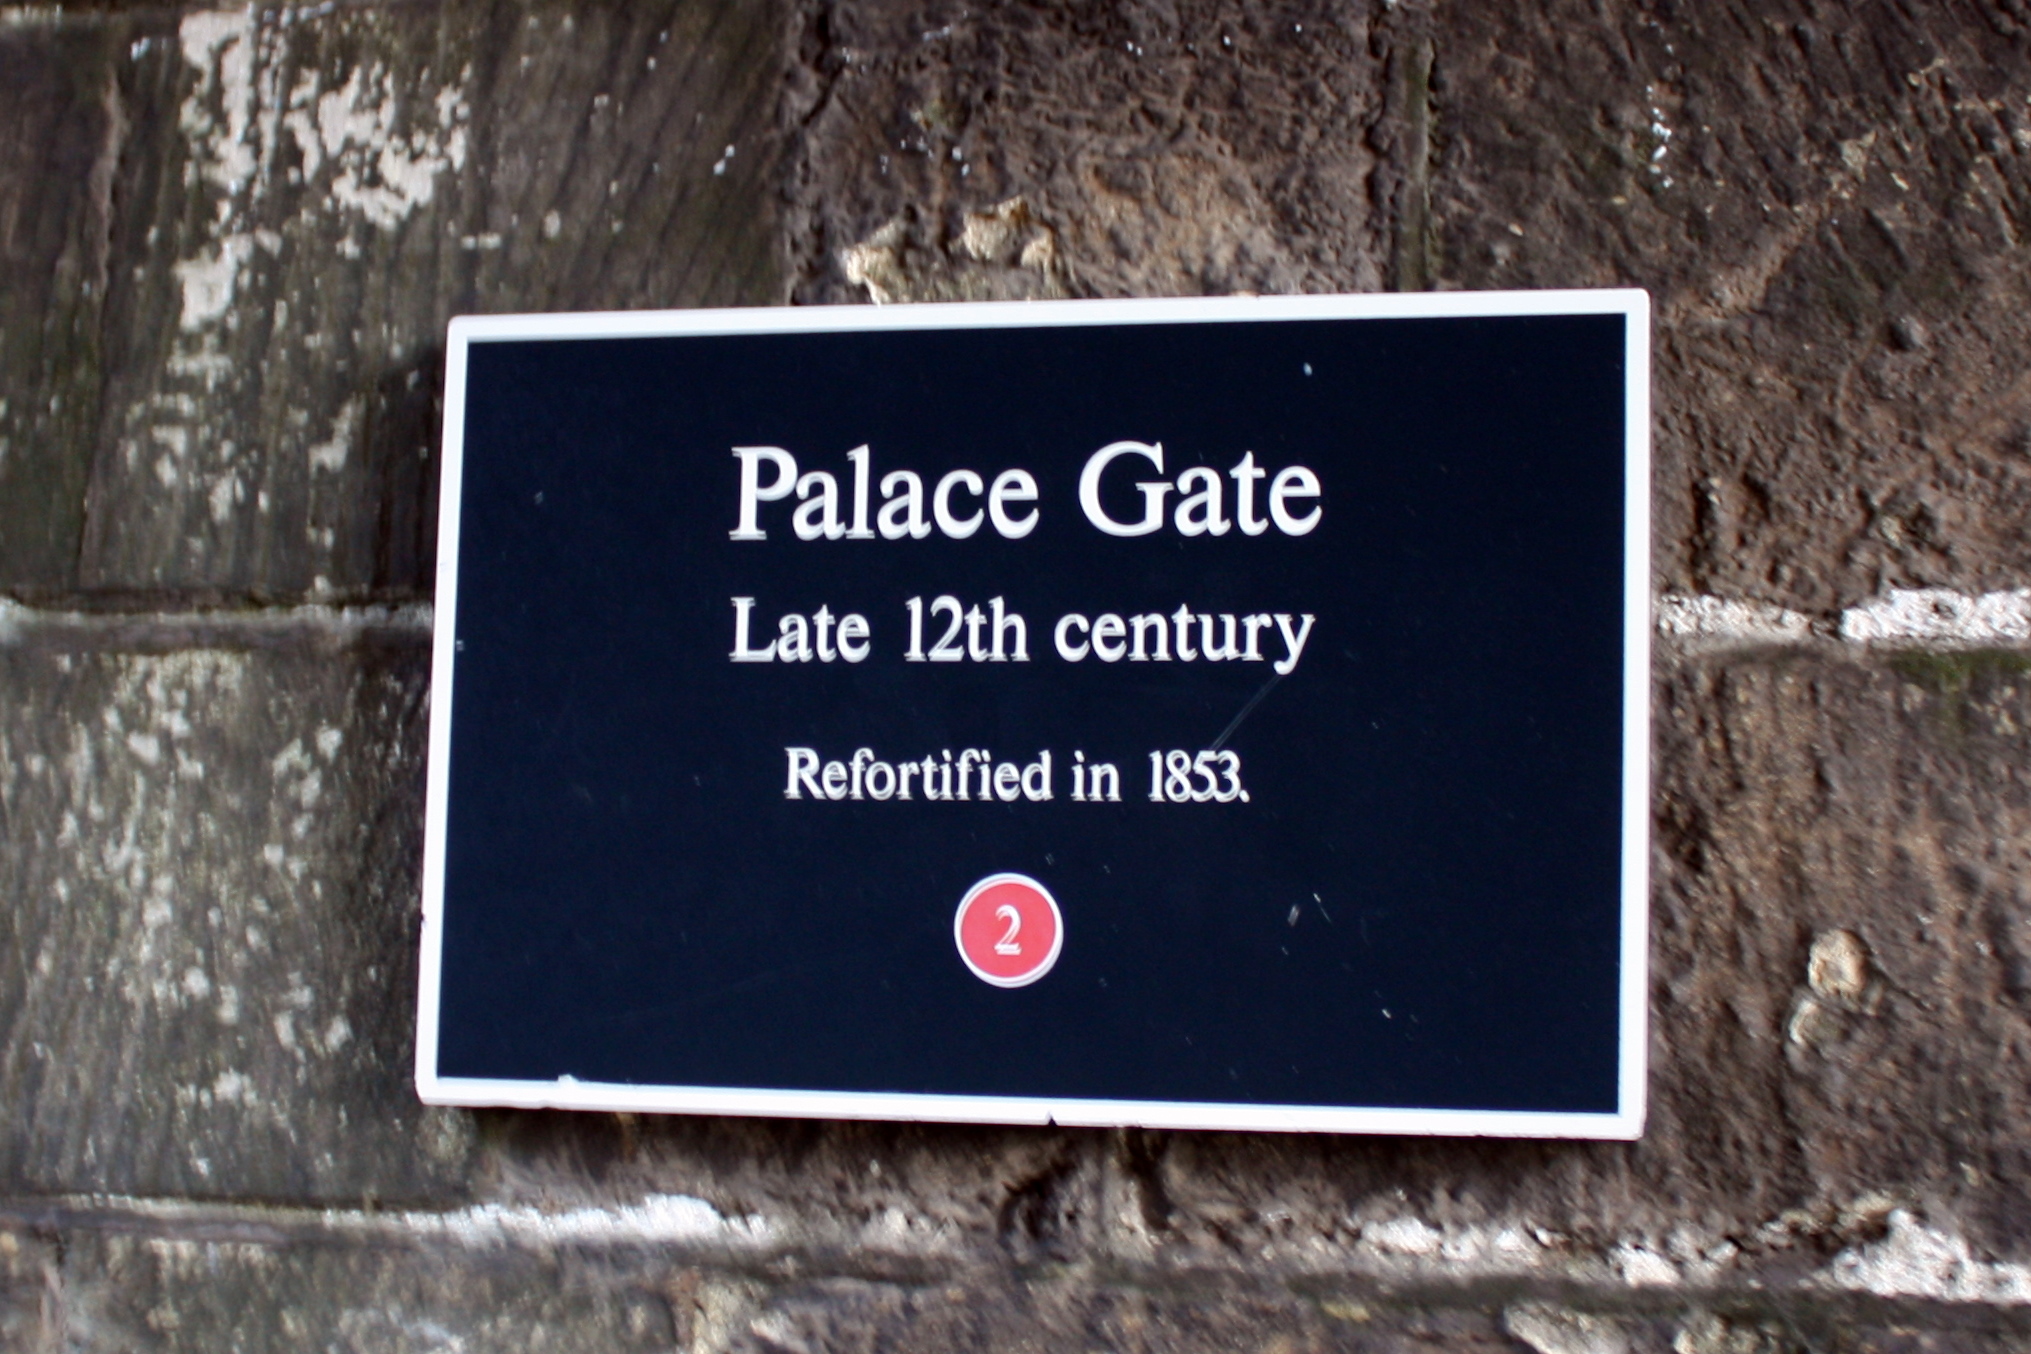 Palace Gate
Late 12th century
Refortified in 1853.
2